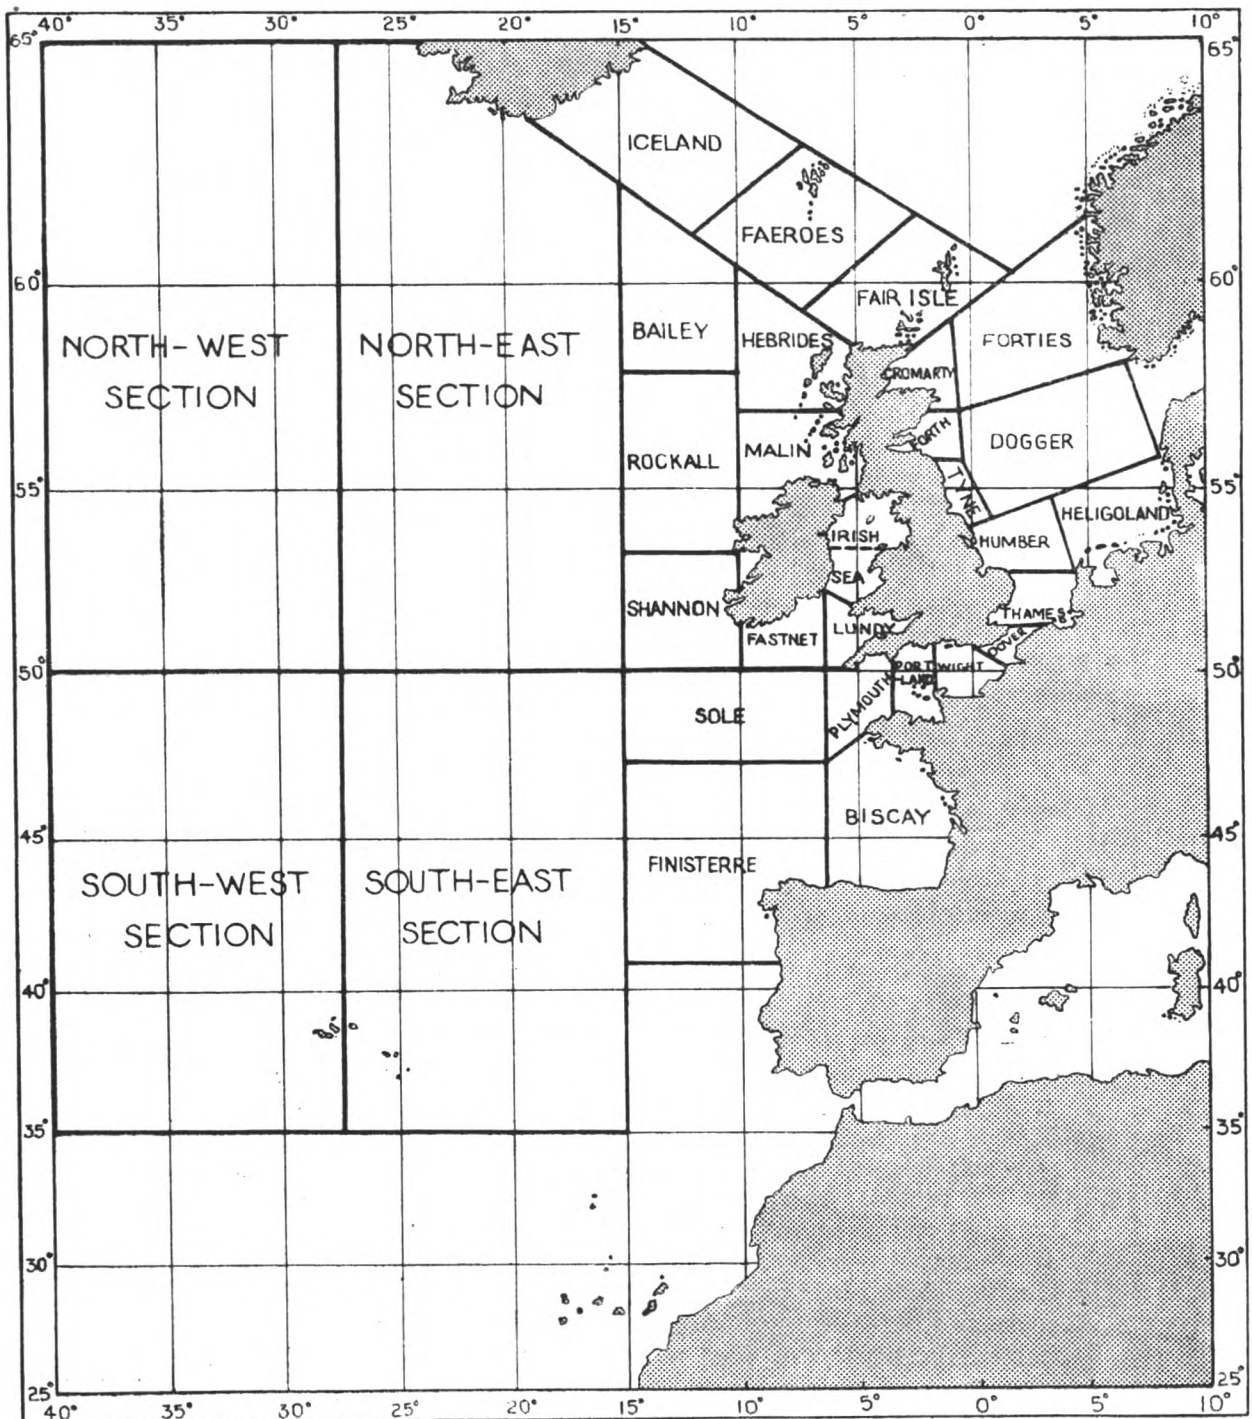 40° 35° 30° 25° 20° 15° 10° 5° 0° 5° 10°
65° 65°
ICELAND
FAEROES
60° 60°
FAIR ISLE
BAILEY HEBRIDES FORTIES
NORTH-WEST NORTH-EAST
SECTION SECTION
CROMARTY
FORTH DOGGER
ROCKALL MALIN
TYNE
55° 55°
HELIGOLAND
IRISH HUMBER
SEA
SHANNON THAMES
FASTNET LUNDY DOVER
50° 50°
PORT WIGHT
LAND
SOLE PLYMOUTH
BISCAY
45° 45°
FINISTERRE
SOUTH-WEST SOUTH-EAST
SECTION SECTION
40° 40°
35° 35°
30° 30°
25° 25°
40° 35° 30° 25° 20° 15° 10° 5° 0° 5° 10°